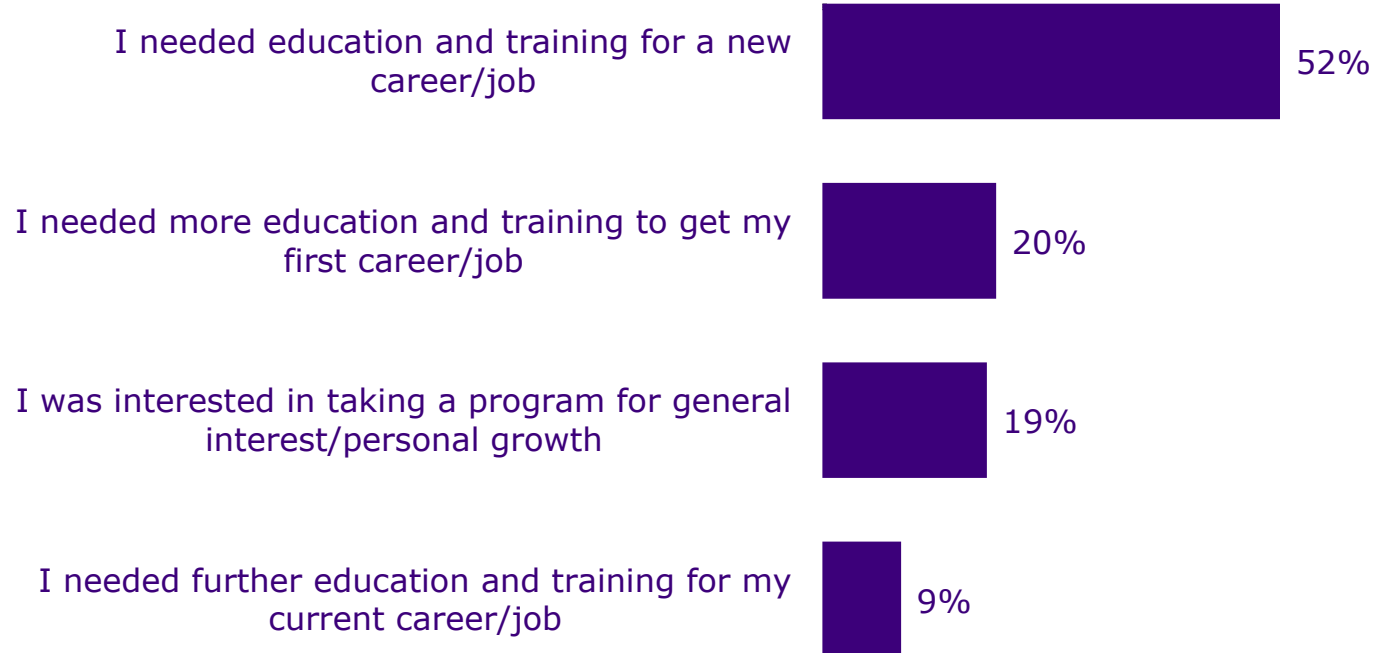 I needed education and training for a new
career/job
52%
I needed more education and training to get my
first career/job
20%
I was interested in taking a program for general
interest/personal growth
19%
I needed further education and training for my
current career/job
9%